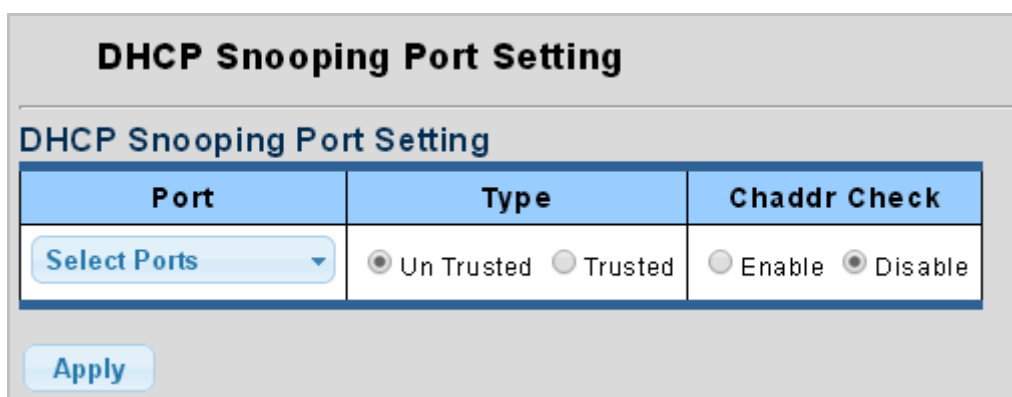 DHCP Snooping Port Setting
DHCP Snooping Port Setting
Port Type Chaddr Check
Select Ports Un Trusted Trusted Enable Disable
Apply